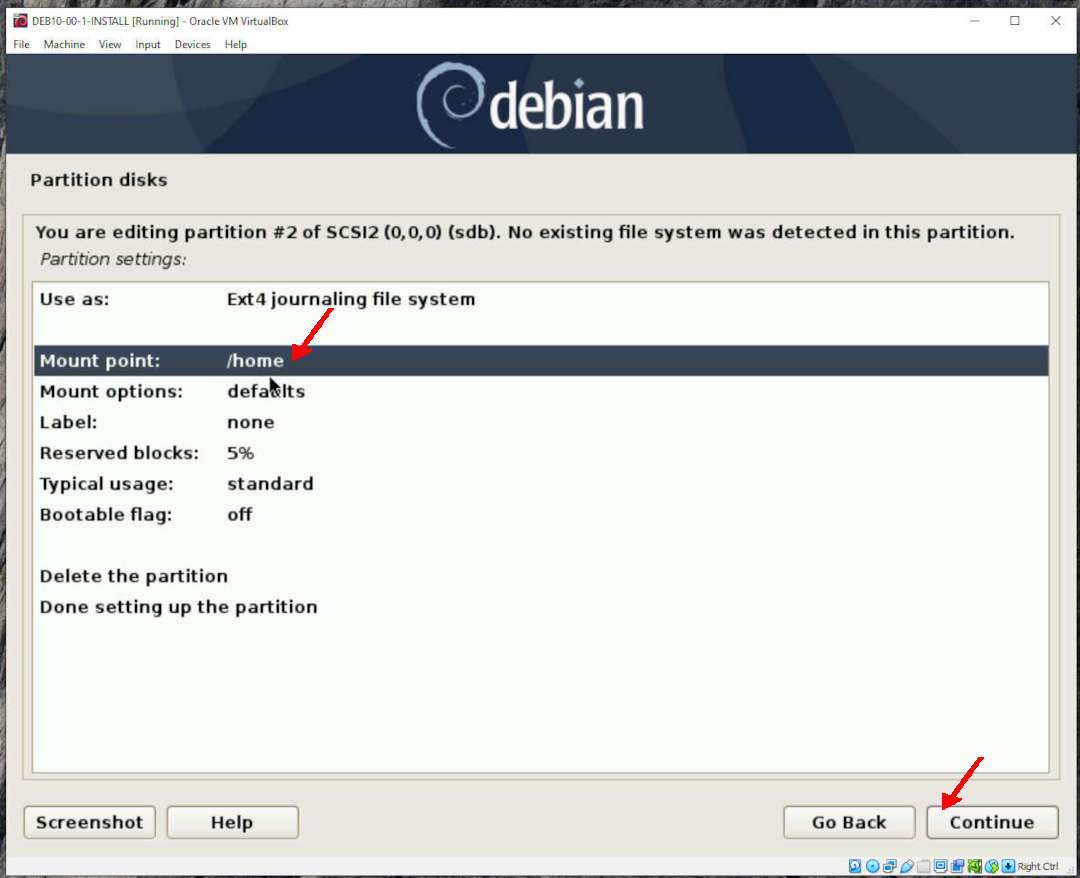 DEB10-00-1-INSTALL [Running] - Oracle VM VirtualBox
File Machine View Input Devices Help
debian
Partition disks
You are editing partition #2 of SCSI2 (0,0,0) (sdb). No existing file system was detected in this partition.
Partition settings:
Use as: Ext4 journaling file system
Mount point: /home
Mount options: defaults
Label: none
Reserved blocks: 5%
Typical usage: standard
Bootable flag: off
Delete the partition
Done setting up the partition
Screenshot Help Go Back Continue
Right Ctrl